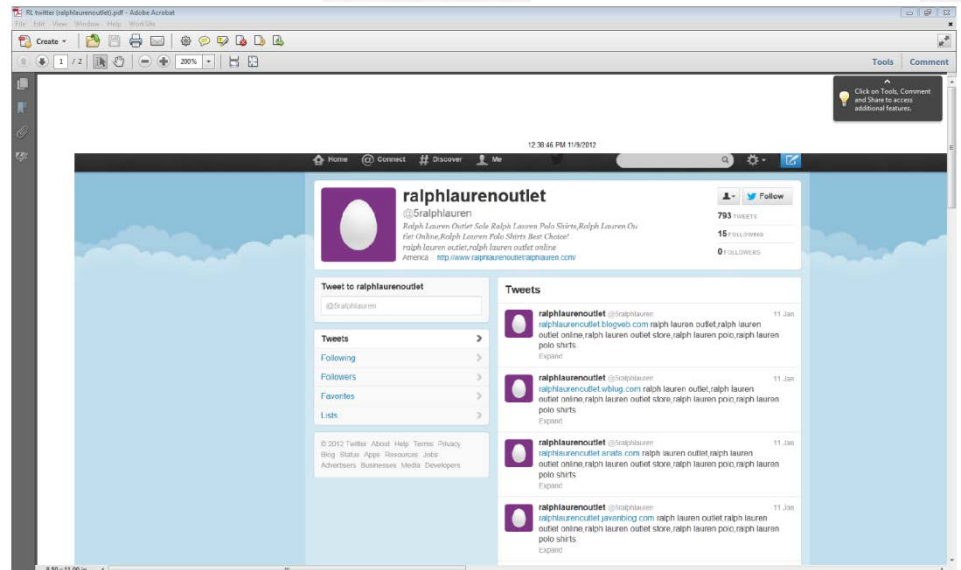 RL twitter (ralphlaurenoutlet).pdf - Adobe Acrobat
File Edit View Window Help WorkSite
Create
1 / 2 200% Tools Comment
Click on Tools, Comment
and Share to access
additional features.
12:38:46 PM 11/9/2012
Home Connect # Discover Me
ralphlaurenoutlet
@5ralphlauren
Ralph Lauren Outlet Sale Ralph Lauren Polo Shirts,Ralph Lauren Ou
tlet Online,Ralph Lauren Polo Shirts Best Choice!
ralph lauren outlet,ralph lauren outlet online
America http://www.ralphlaurenoutletralphlauren.com/
Follow
793 TWEETS
15 FOLLOWING
0 FOLLOWERS
Tweet to ralphlaurenoutlet
@5ralphlauren
Tweets
Following
Followers
Favorites
Lists
© 2012 Twitter About Help Terms Privacy
Blog Status Apps Resources Jobs
Advertisers Businesses Media Developers
Tweets
ralphlaurenoutlet @5ralphlauren 11 Jan
ralphlaurenoutlet.blogveb.com ralph lauren outlet,ralph lauren
outlet online,ralph lauren outlet store,ralph lauren polo,ralph lauren
polo shirts
Expand
ralphlaurenoutlet @5ralphlauren 11 Jan
ralphlaurenoutlet.wblug.com ralph lauren outlet,ralph lauren
outlet online,ralph lauren outlet store,ralph lauren polo,ralph lauren
polo shirts
Expand
ralphlaurenoutlet @5ralphlauren 11 Jan
ralph lauren outlet,ralph lauren
outlet online,ralph lauren outlet store,ralph lauren polo,ralph lauren
polo shirts
Expand
ralphlaurenoutlet @5ralphlauren 11 Jan
ralph lauren outlet,ralph lauren
outlet online,ralph lauren outlet store,ralph lauren polo,ralph lauren
polo shirts
Expand
8.50 x 11.00 in